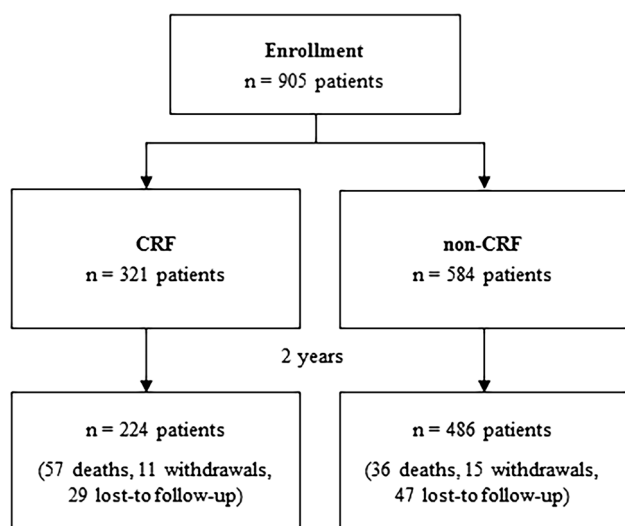 Enrollment
n = 905 patients
CRF
n = 321 patients
non-CRF
n = 584 patients
2 years
n = 224 patients
(57 deaths, 11 withdrawals,
29 lost-to follow-up)
n = 486 patients
(36 deaths, 15 withdrawals,
47 lost-to follow-up)